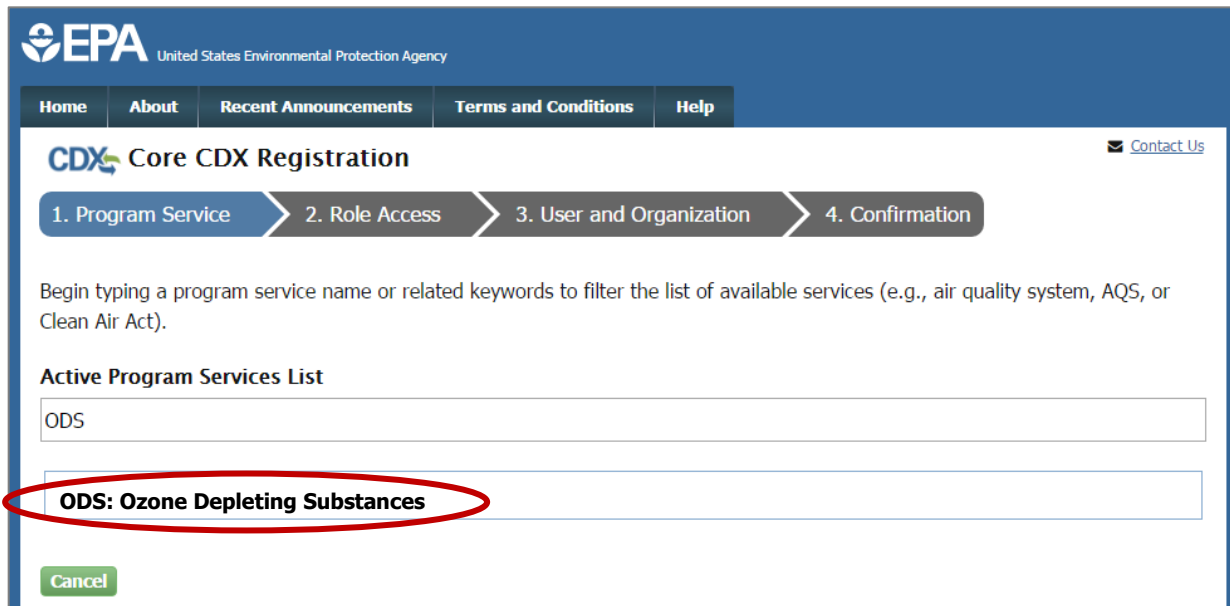 EPA United States Environmental Protection Agency
Home About Recent Announcements Terms and Conditions Help
CDX Core CDX Registration
Contact Us
1. Program Service 2. Role Access 3. User and Organization 4. Confirmation
Begin typing a program service name or related keywords to filter the list of available services (e.g., air quality system, AQS, or
Clean Air Act).
Active Program Services List
ODS
ODS: Ozone Depleting Substances
Cancel